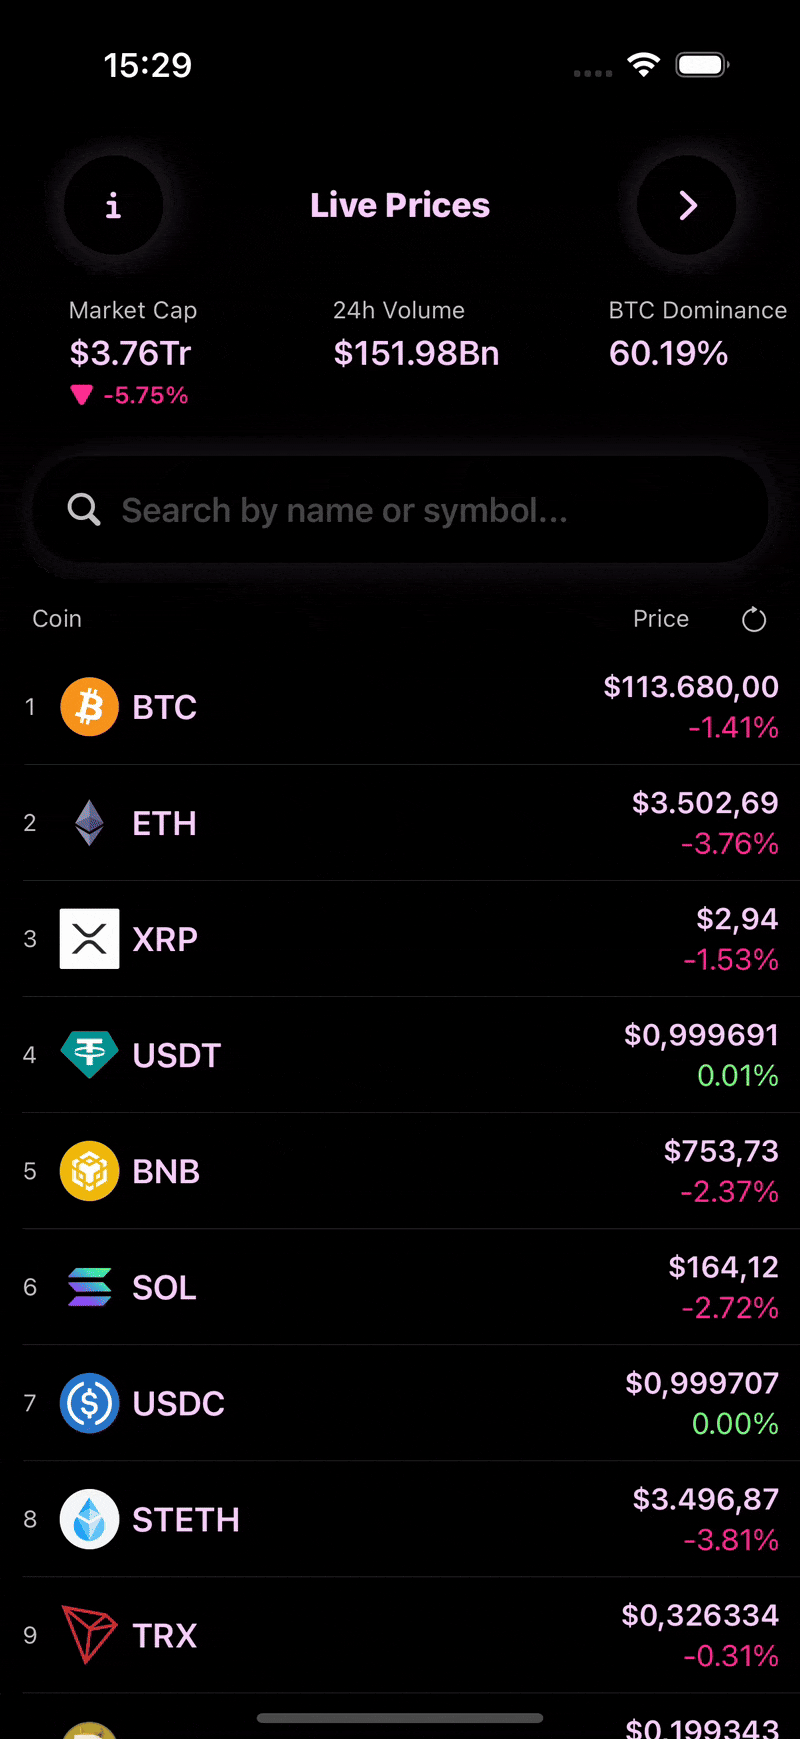 15:29
i
Live Prices
Market Cap 24h Volume BTC Dominance
$3.76Tr $151.98Bn 60.19%
-5.75%
Search by name or symbol...
Coin Price
1 BTC $113.680,00
-1.41%
2 ETH $3.502,69
-3.76%
3 XRP $2,94
-1.53%
4 USDT $0,999691
0.01%
5 BNB $753,73
-2.37%
6 SOL $164,12
-2.72%
7 USDC $0,999707
0.00%
8 STETH $3.496,87
-3.81%
9 TRX $0,326334
-0.31%
$0,199343